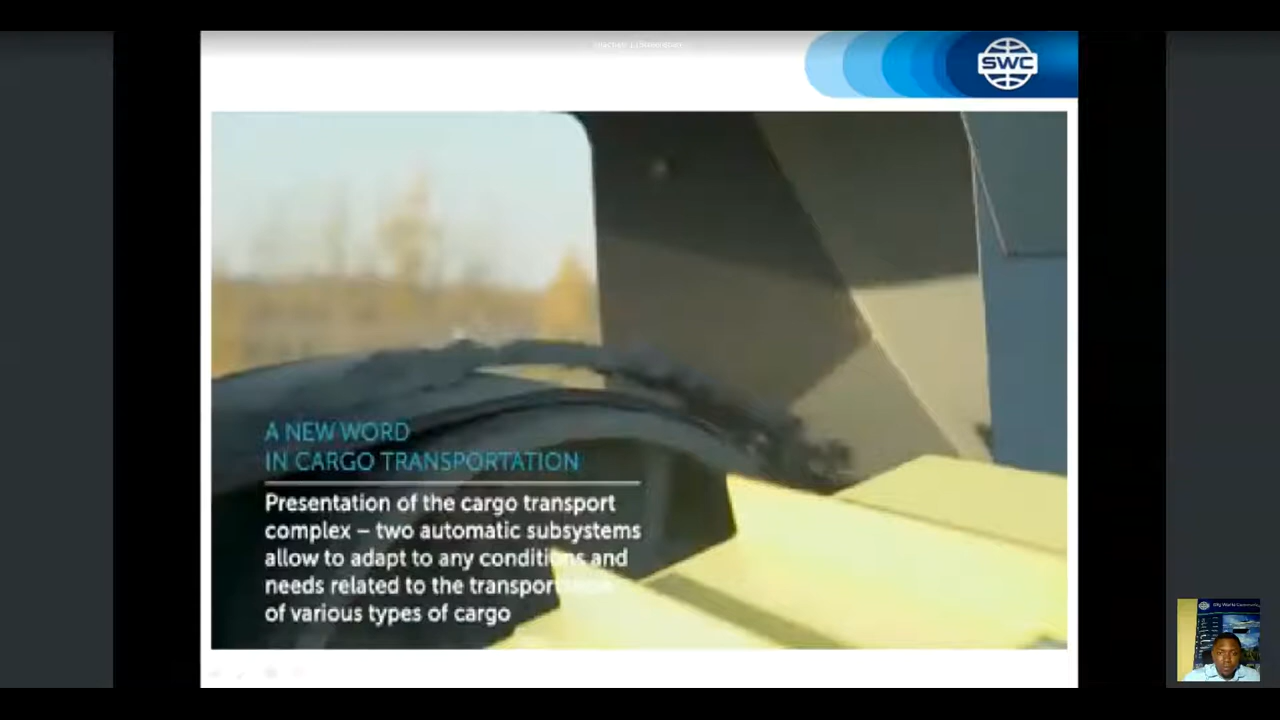 SWC
A NEW WORD
IN CARGO TRANSPORTATION
Presentation of the cargo transport
complex – two automatic subsystems
allow to adapt to any conditions and
needs related to the transportation
of various types of cargo